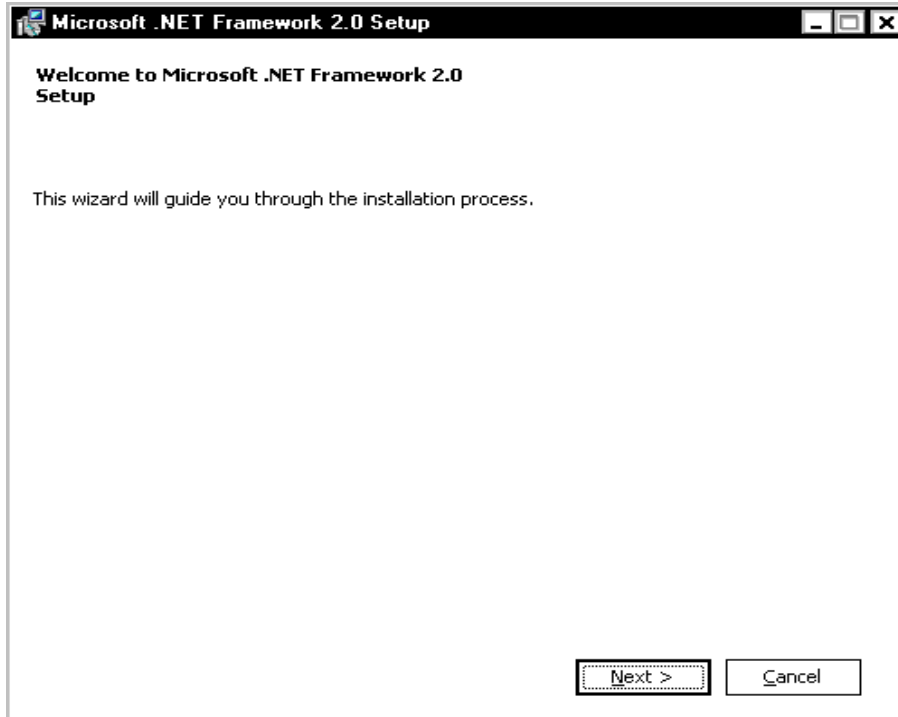 Microsoft .NET Framework 2.0 Setup
Welcome to Microsoft .NET Framework 2.0
Setup
This wizard will guide you through the installation process.
Next > Cancel